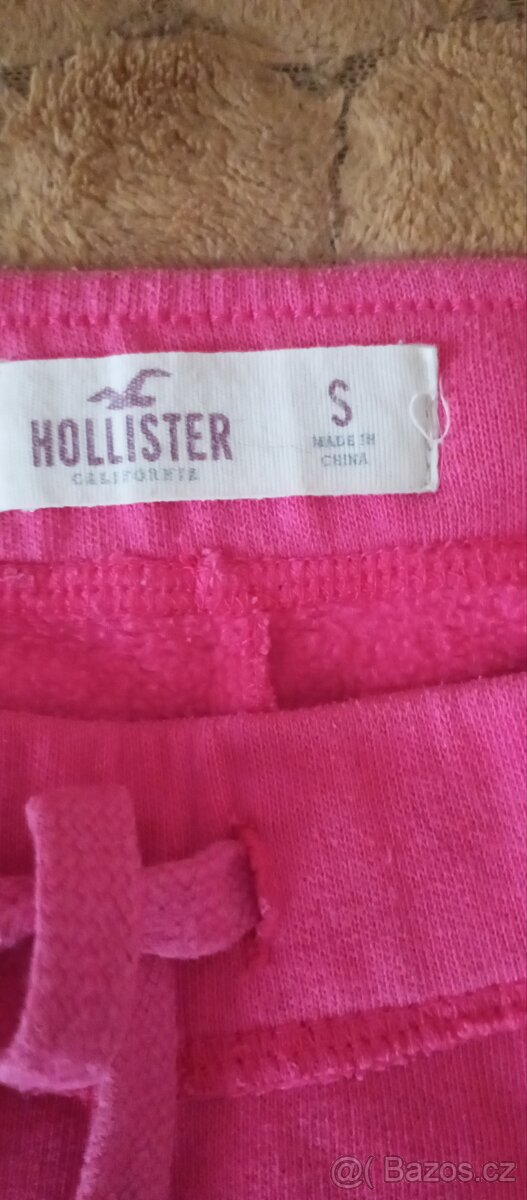 HOLLISTER
CALIFORNIA
S
MADE IN
CHINA
@( Bazos.cz